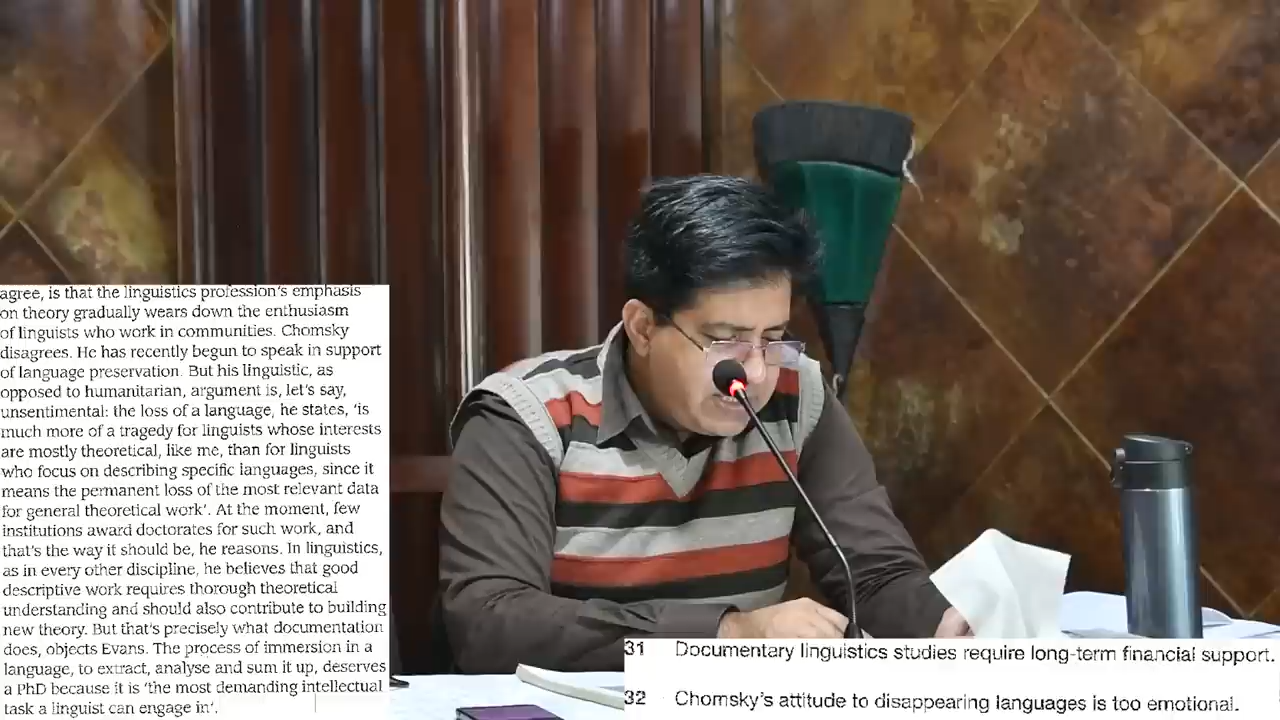 agree, is that the linguistics profession's emphasis
on theory gradually wears down the enthusiasm
of linguists who work in communities. Chomsky
disagrees. He has recently begun to speak in support
of language preservation. But his linguistic, as
opposed to humanitarian, argument is, let's say,
unsentimental: the loss of a language, he states, 'is
much more of a tragedy for linguists whose interests
are mostly theoretical, like me, than for linguists
who focus on describing specific languages, since it
means the permanent loss of the most relevant data
for general theoretical work'. At the moment, few
institutions award doctorates for such work, and
that's the way it should be, he reasons. In linguistics,
as in every other discipline, he believes that good
descriptive work requires thorough theoretical
understanding and should also contribute to building
new theory. But that's precisely what documentation
does, objects Evans. The process of immersion in a
language, to extract, analyse and sum it up, deserves
a PhD because it is 'the most demanding intellectual
task a linguist can engage in'.
31 Documentary linguistics studies require long-term financial support.
32 Chomsky's attitude to disappearing languages is too emotional.